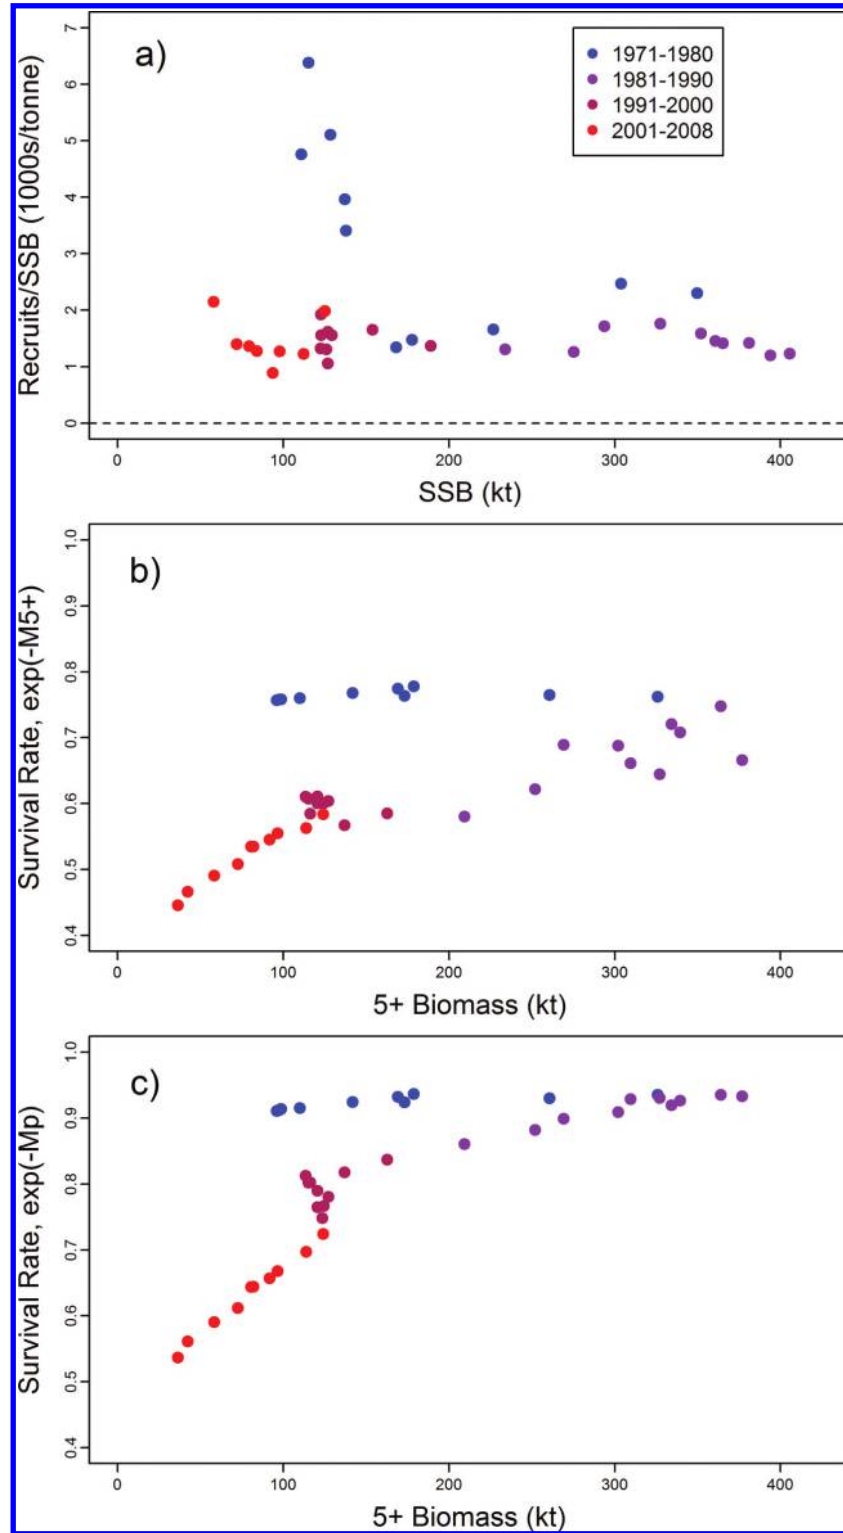 a)
1971-1980
1981-1990
1991-2000
2001-2008
Recruits/SSB (1000s/tonne)
7
6
5
4
3
2
1
0
0 100 200 300 400
SSB (kt)
b)
Survival Rate, exp(-M5+)
1.0
0.9
0.8
0.7
0.6
0.5
0.4
0 100 200 300 400
5+ Biomass (kt)
c)
Survival Rate, exp(-Mp)
1.0
0.9
0.8
0.7
0.6
0.5
0.4
0 100 200 300 400
5+ Biomass (kt)